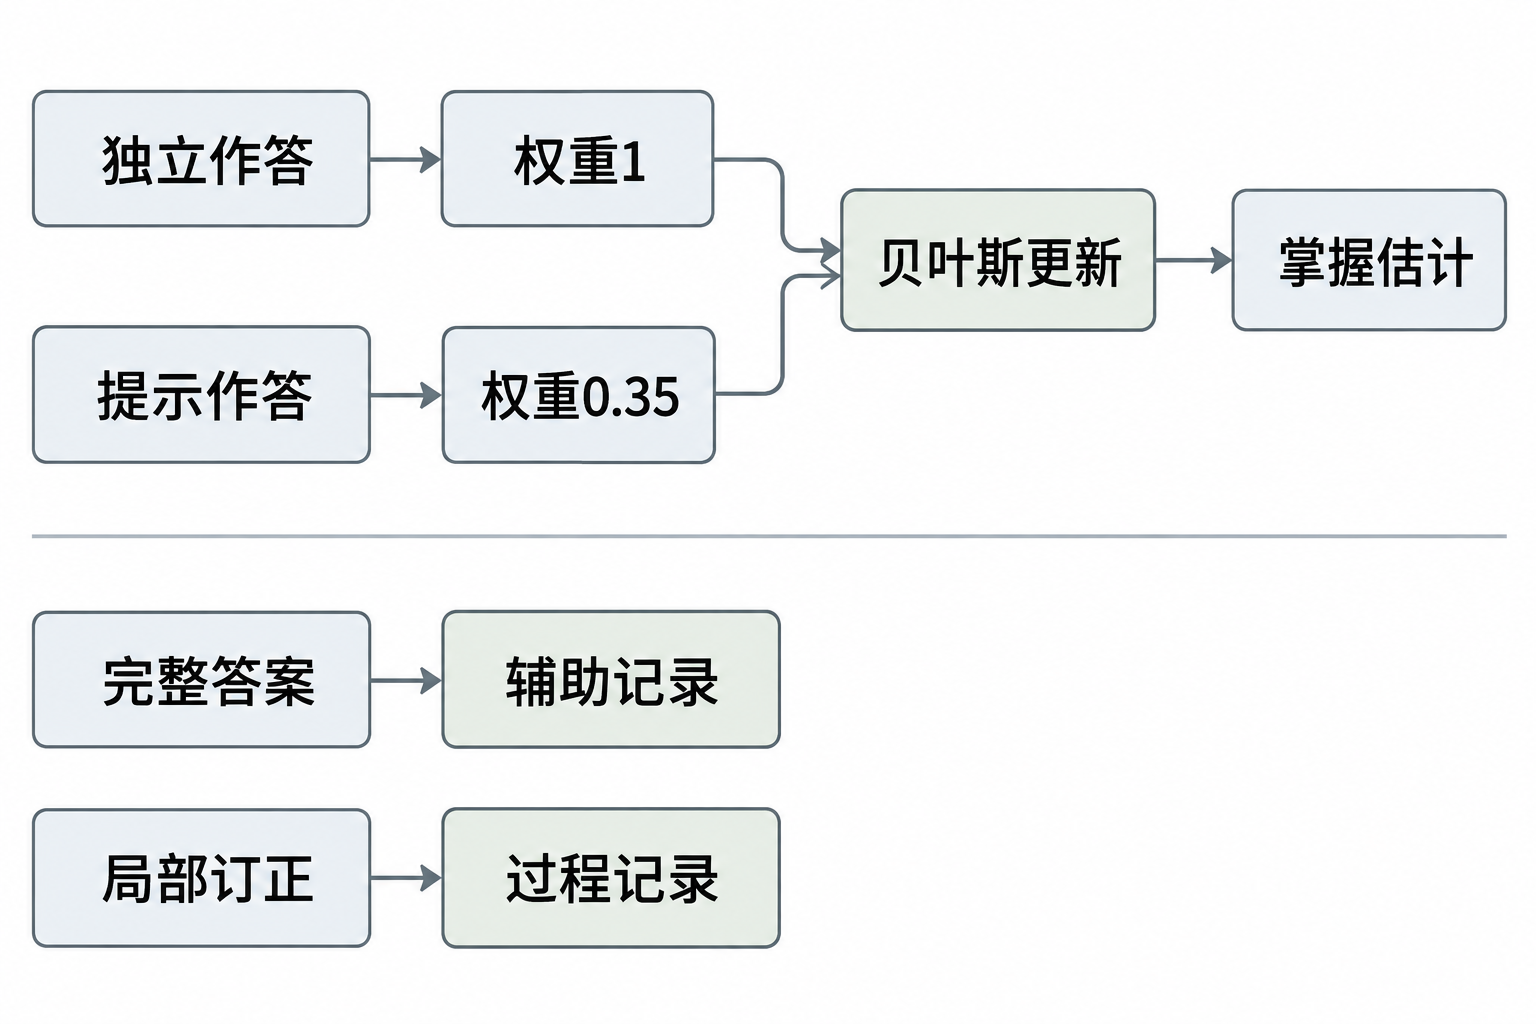 独立作答
权重1
提示作答
权重0.35
贝叶斯更新
掌握估计
完整答案
辅助记录
局部订正
过程记录